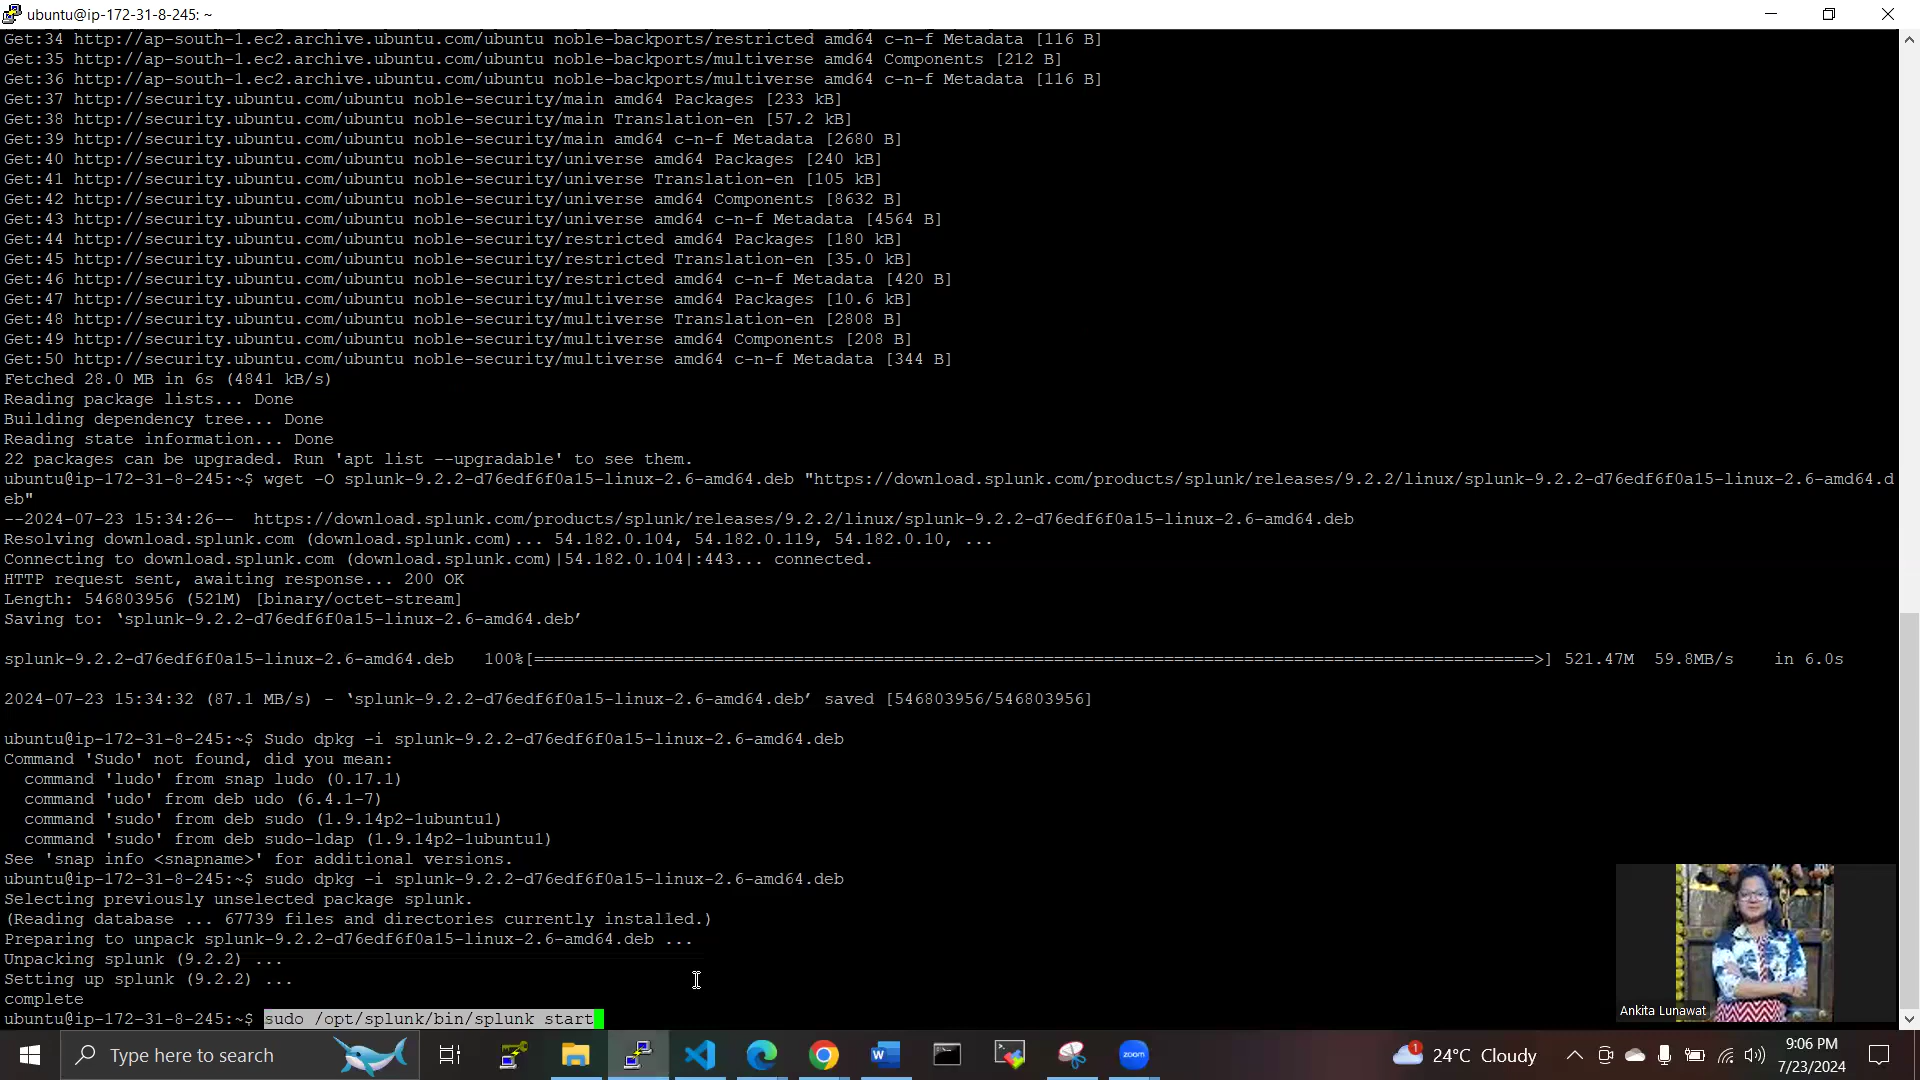 ubuntu@ip-172-31-8-245: ~
Get:34 http://ap-south-1.ec2.archive.ubuntu.com/ubuntu noble-backports/restricted amd64 c-n-f Metadata [116 B]
Get:35 http://ap-south-1.ec2.archive.ubuntu.com/ubuntu noble-backports/multiverse amd64 Components [212 B]
Get:36 http://ap-south-1.ec2.archive.ubuntu.com/ubuntu noble-backports/multiverse amd64 c-n-f Metadata [116 B]
Get:37 http://security.ubuntu.com/ubuntu noble-security/main amd64 Packages [233 kB]
Get:38 http://security.ubuntu.com/ubuntu noble-security/main Translation-en [57.2 kB]
Get:39 http://security.ubuntu.com/ubuntu noble-security/main amd64 c-n-f Metadata [2680 B]
Get:40 http://security.ubuntu.com/ubuntu noble-security/universe amd64 Packages [240 kB]
Get:41 http://security.ubuntu.com/ubuntu noble-security/universe Translation-en [105 kB]
Get:42 http://security.ubuntu.com/ubuntu noble-security/universe amd64 Components [8632 B]
Get:43 http://security.ubuntu.com/ubuntu noble-security/universe amd64 c-n-f Metadata [4564 B]
Get:44 http://security.ubuntu.com/ubuntu noble-security/restricted amd64 Packages [180 kB]
Get:45 http://security.ubuntu.com/ubuntu noble-security/restricted Translation-en [35.0 kB]
Get:46 http://security.ubuntu.com/ubuntu noble-security/restricted amd64 c-n-f Metadata [420 B]
Get:47 http://security.ubuntu.com/ubuntu noble-security/multiverse amd64 Packages [10.6 kB]
Get:48 http://security.ubuntu.com/ubuntu noble-security/multiverse Translation-en [2808 B]
Get:49 http://security.ubuntu.com/ubuntu noble-security/multiverse amd64 Components [208 B]
Get:50 http://security.ubuntu.com/ubuntu noble-security/multiverse amd64 c-n-f Metadata [344 B]
Fetched 28.0 MB in 6s (4841 kB/s)
Reading package lists... Done
Building dependency tree... Done
Reading state information... Done
22 packages can be upgraded. Run 'apt list --upgradable' to see them.
ubuntu@ip-172-31-8-245:~$ wget -O splunk-9.2.2-d76edf6f0a15-linux-2.6-amd64.deb "https://download.splunk.com/products/splunk/releases/9.2.2/linux/splunk-9.2.2-d76edf6f0a15-linux-2.6-amd64.d
eb"
--2024-07-23 15:34:26--  https://download.splunk.com/products/splunk/releases/9.2.2/linux/splunk-9.2.2-d76edf6f0a15-linux-2.6-amd64.deb
Resolving download.splunk.com (download.splunk.com)... 54.182.0.104, 54.182.0.119, 54.182.0.10, ...
Connecting to download.splunk.com (download.splunk.com)|54.182.0.104|:443... connected.
HTTP request sent, awaiting response... 200 OK
Length: 546803956 (521M) [binary/octet-stream]
Saving to: ‘splunk-9.2.2-d76edf6f0a15-linux-2.6-amd64.deb’
splunk-9.2.2-d76edf6f0a15-linux-2.6-amd64.deb   100%[====================================================================================================>] 521.47M  59.8MB/s    in 6.0s
2024-07-23 15:34:32 (87.1 MB/s) - ‘splunk-9.2.2-d76edf6f0a15-linux-2.6-amd64.deb’ saved [546803956/546803956]
ubuntu@ip-172-31-8-245:~$ Sudo dpkg -i splunk-9.2.2-d76edf6f0a15-linux-2.6-amd64.deb
Command 'Sudo' not found, did you mean:
  command 'ludo' from snap ludo (0.17.1)
  command 'udo' from deb udo (6.4.1-7)
  command 'sudo' from deb sudo (1.9.14p2-1ubuntu1)
  command 'sudo' from deb sudo-ldap (1.9.14p2-1ubuntu1)
See 'snap info <snapname>' for additional versions.
ubuntu@ip-172-31-8-245:~$ sudo dpkg -i splunk-9.2.2-d76edf6f0a15-linux-2.6-amd64.deb
Selecting previously unselected package splunk.
(Reading database ... 67739 files and directories currently installed.)
Preparing to unpack splunk-9.2.2-d76edf6f0a15-linux-2.6-amd64.deb ...
Unpacking splunk (9.2.2) ...
Setting up splunk (9.2.2) ...
complete
ubuntu@ip-172-31-8-245:~$ sudo /opt/splunk/bin/splunk start
Ankita Lunawat
Type here to search
zoom
1
24°C Cloudy
9:06 PM
7/23/2024